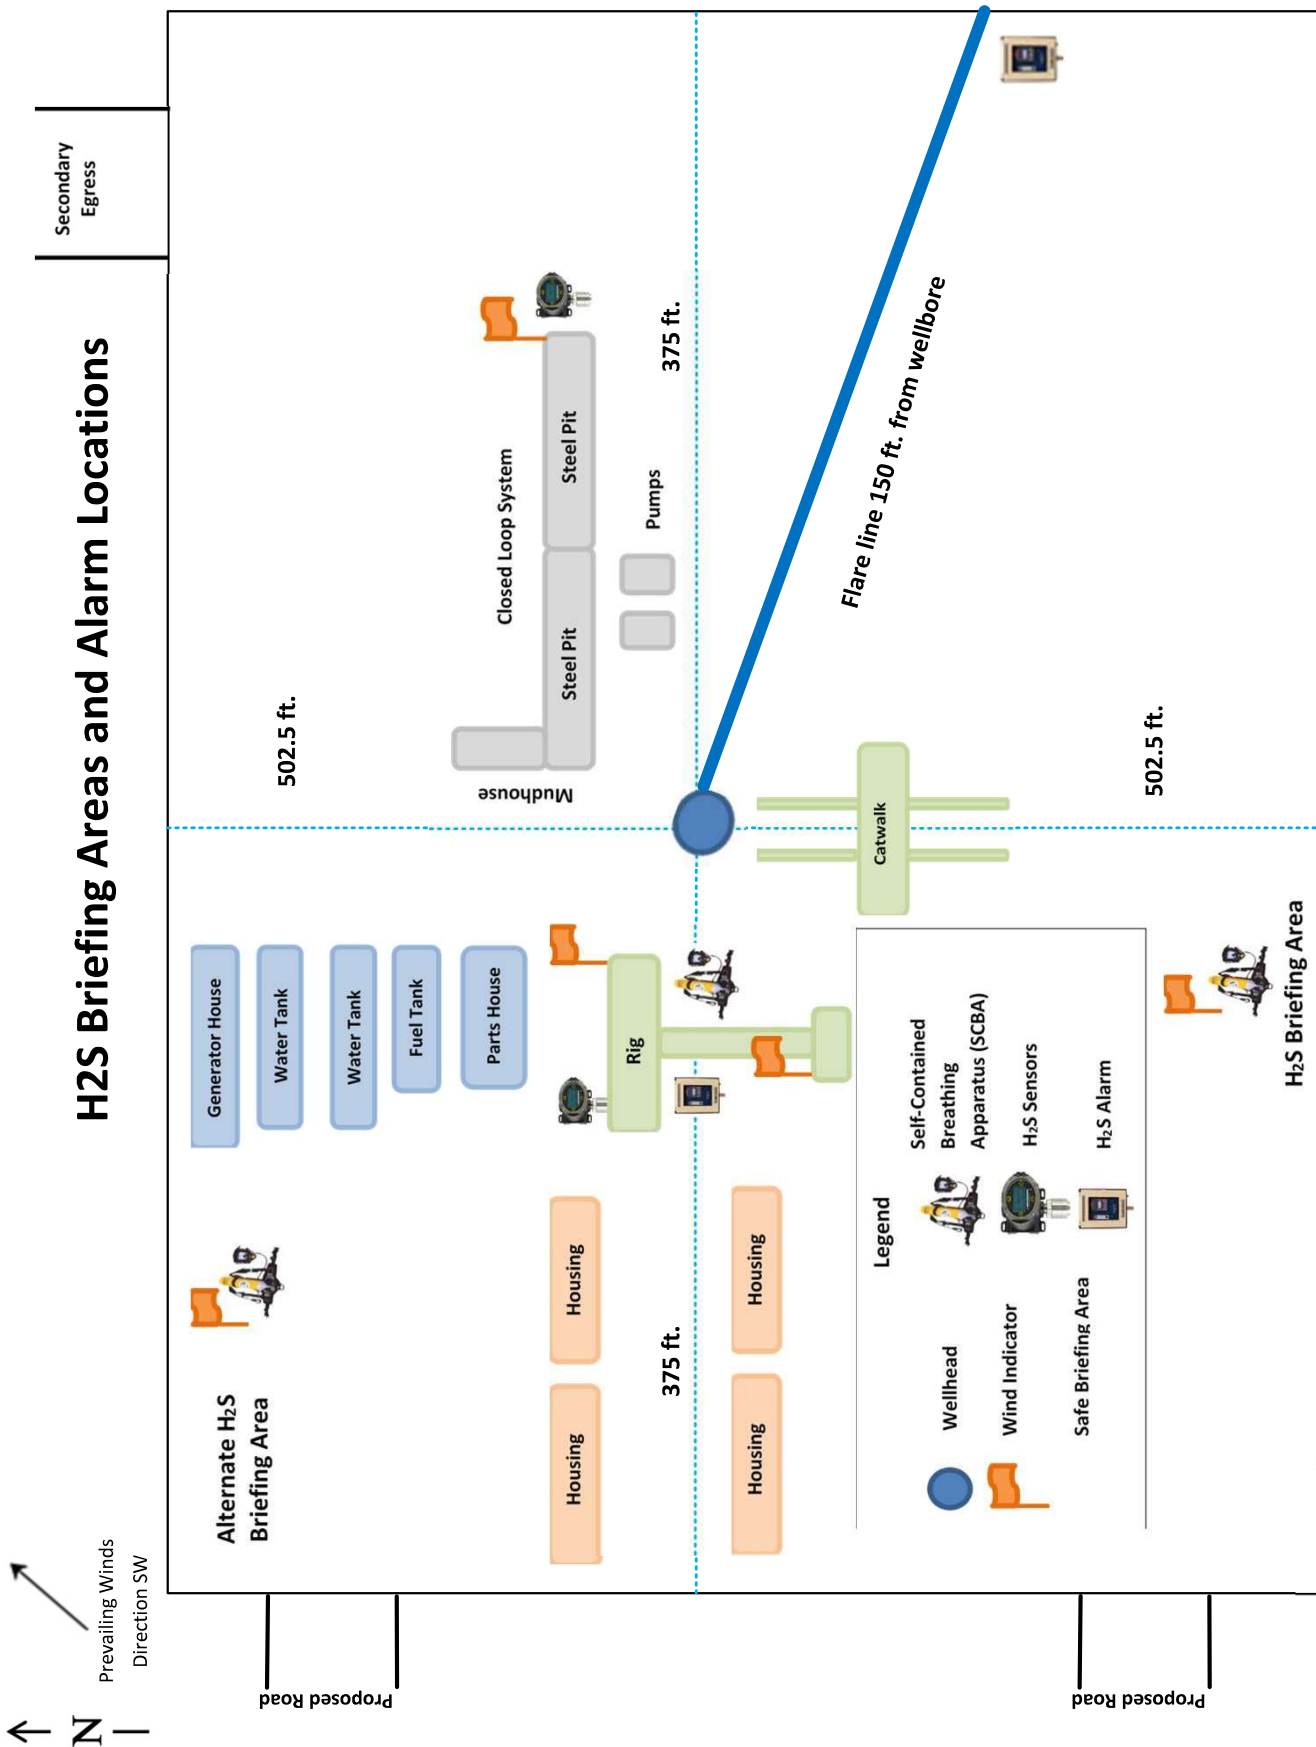 H2S Briefing Areas and Alarm Locations
N
Prevailing Winds
Direction SW
Secondary
Egress
Proposed Road
Proposed Road
Alternate H2S
Briefing Area
Generator House
Water Tank
Water Tank
Fuel Tank
Parts House
502.5 ft.
Closed Loop System
Mudhouse
Steel Pit
Steel Pit
Pumps
375 ft.
Housing
Housing
Rig
375 ft.
Housing
Housing
Flare line 150 ft. from wellbore
Catwalk
Legend
Wellhead
Wind Indicator
Safe Briefing Area
Self-Contained
Breathing
Apparatus (SCBA)
H2S Sensors
H2S Alarm
502.5 ft.
H2S Briefing Area